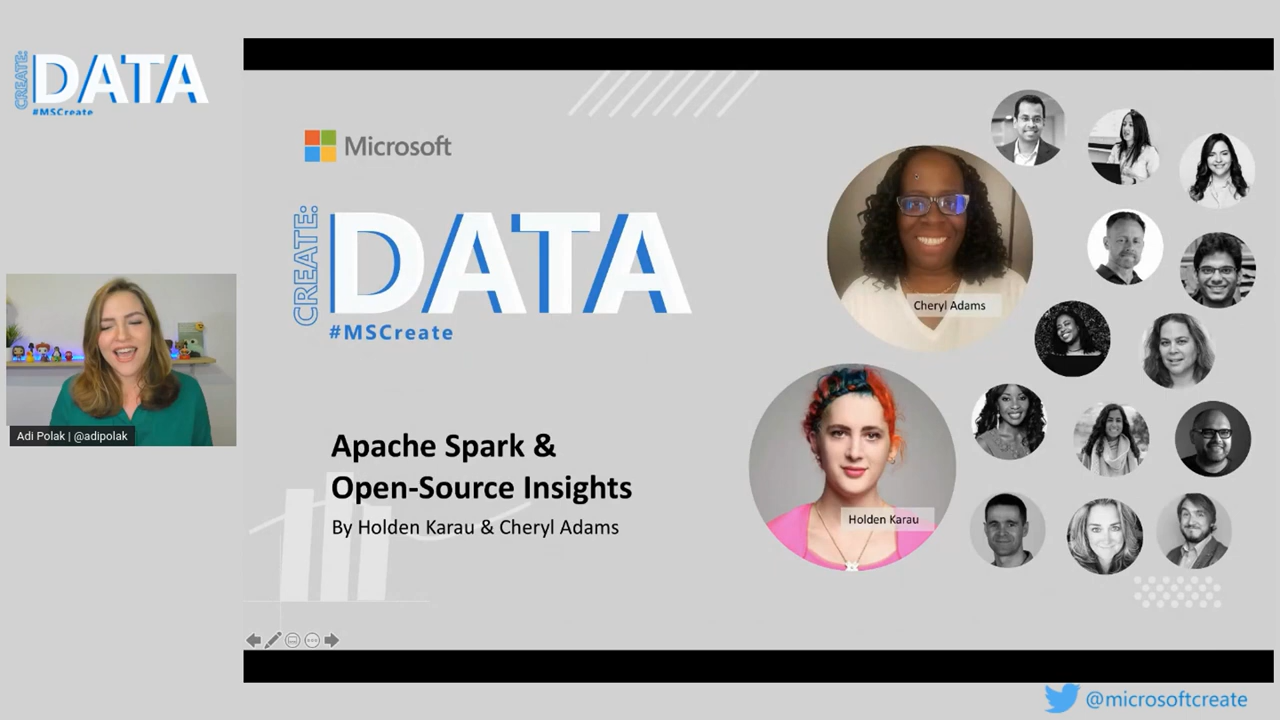 CREATE:
DATA
#MSCreate
Adi Polak | @adipolak
Microsoft
CREATE:
DATA
#MSCreate
Apache Spark &
Open-Source Insights
By Holden Karau & Cheryl Adams
Cheryl Adams
Holden Karau
@microsoftcreate